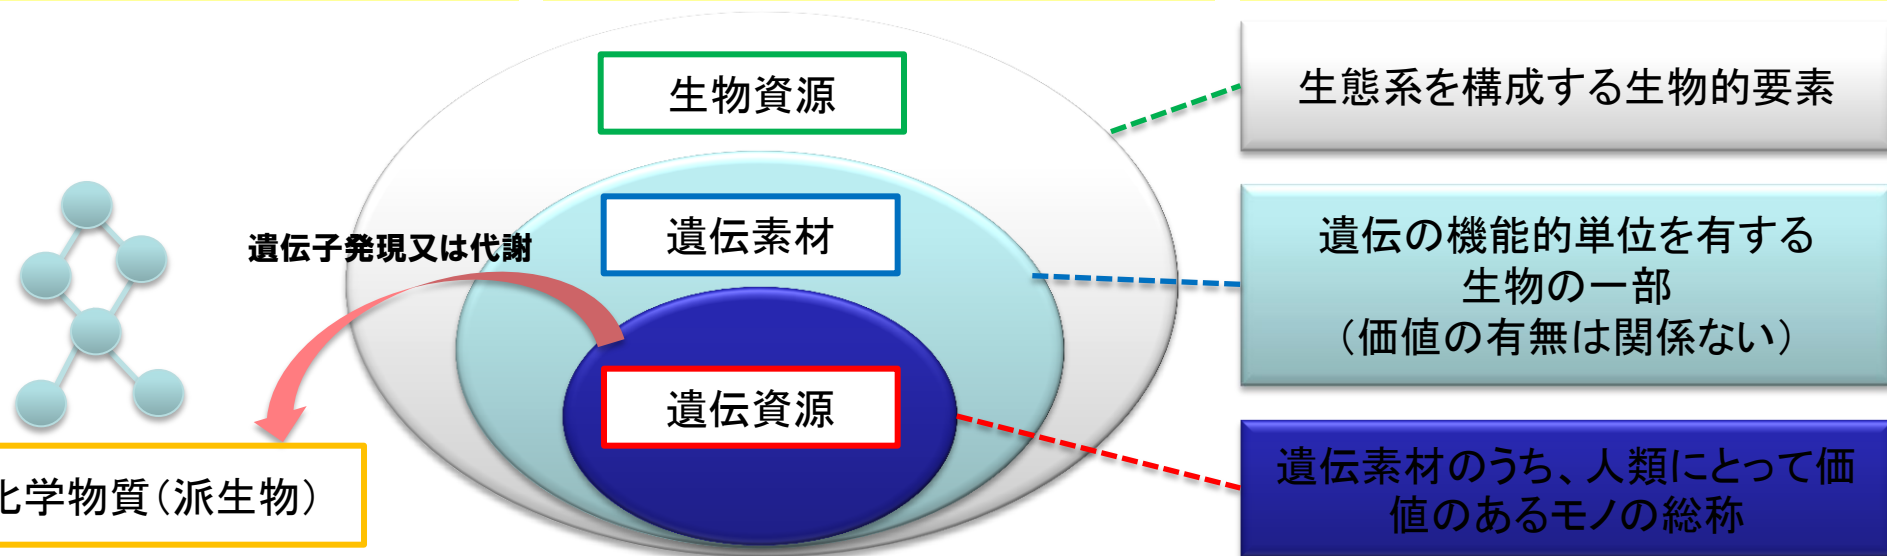 生物資源
生態系を構成する生物的要素
遺伝素材
遺伝子発現又は代謝
遺伝の機能的単位を有する
生物の一部
（価値の有無は関係ない）
遺伝資源
遺伝素材のうち、人類にとって価
値のあるモノの総称
化学物質（派生物）